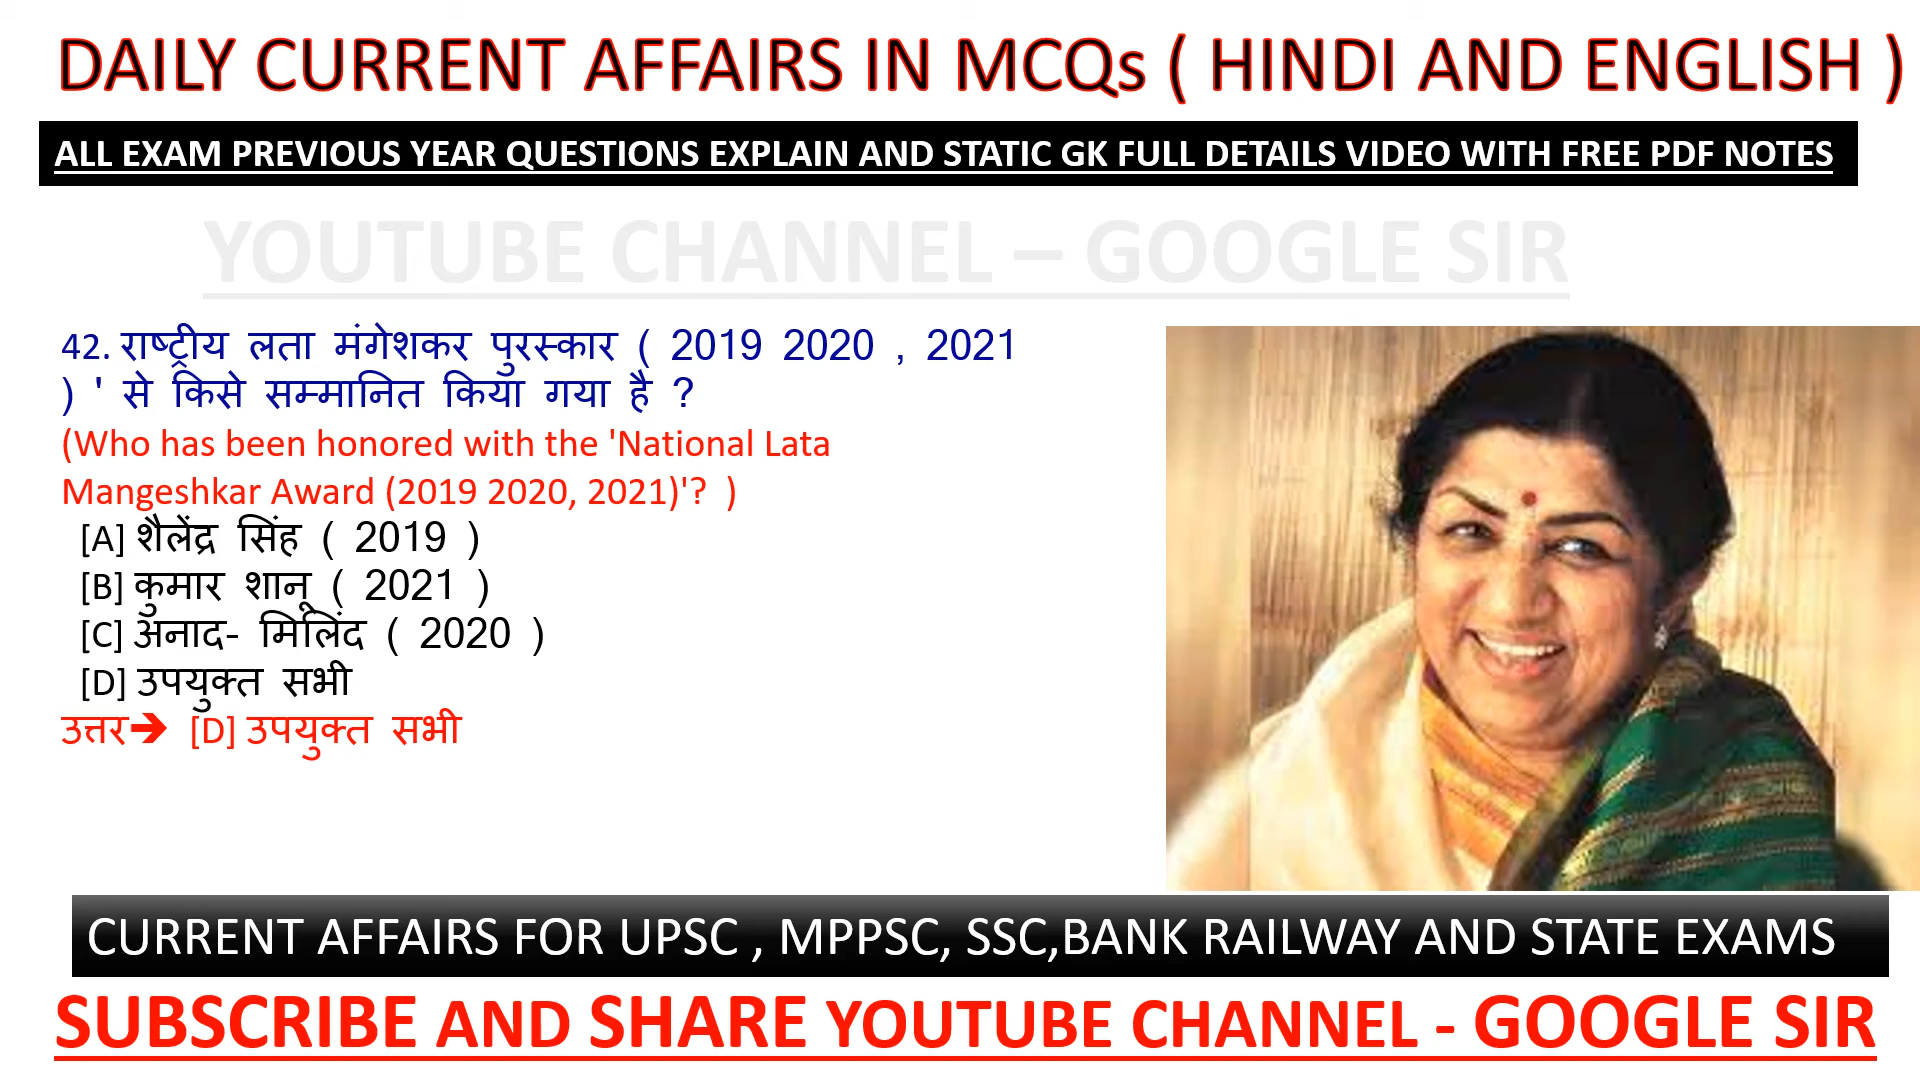 DAILY CURRENT AFFAIRS IN MCQs ( HINDI AND ENGLISH )
ALL EXAM PREVIOUS YEAR QUESTIONS EXPLAIN AND STATIC GK FULL DETAILS VIDEO WITH FREE PDF NOTES
YOUTUBE CHANNEL – GOOGLE SIR
42. राष्ट्रीय लता मंगेशकर पुरस्कार ( 2019 2020 , 2021
) ' से किसे सम्मानित किया गया है ?
(Who has been honored with the 'National Lata
Mangeshkar Award (2019 2020, 2021)'? )
[A] शैलेंद्र सिंह ( 2019 )
[B] कुमार शानू ( 2021 )
[C] अनाद- मिलिंद ( 2020 )
[D] उपयुक्त सभी
उत्तर➔ [D] उपयुक्त सभी
CURRENT AFFAIRS FOR UPSC , MPPSC, SSC,BANK RAILWAY AND STATE EXAMS
SUBSCRIBE AND SHARE YOUTUBE CHANNEL - GOOGLE SIR